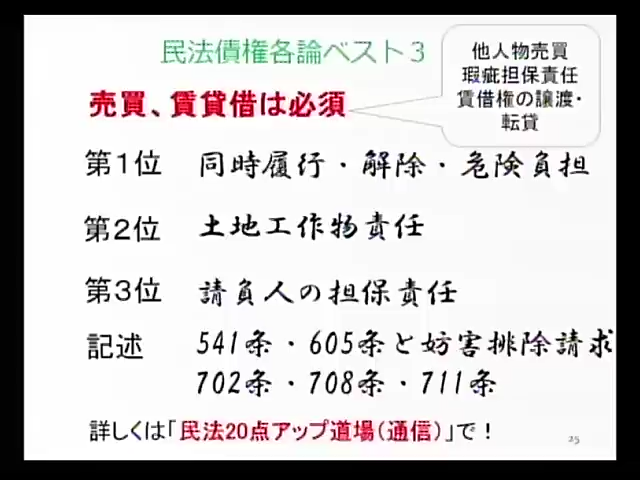 民法債権各論ベスト３
他人物売買
瑕疵担保責任
賃借権の譲渡・
転貸
売買、賃貸借は必須
第１位 同時履行・解除・危険負担
第２位 土地工作物責任
第３位 請負人の担保責任
記述 541条・605条と妨害排除請求
702条・708条・711条
詳しくは「民法20点アップ道場（通信）」で！
25